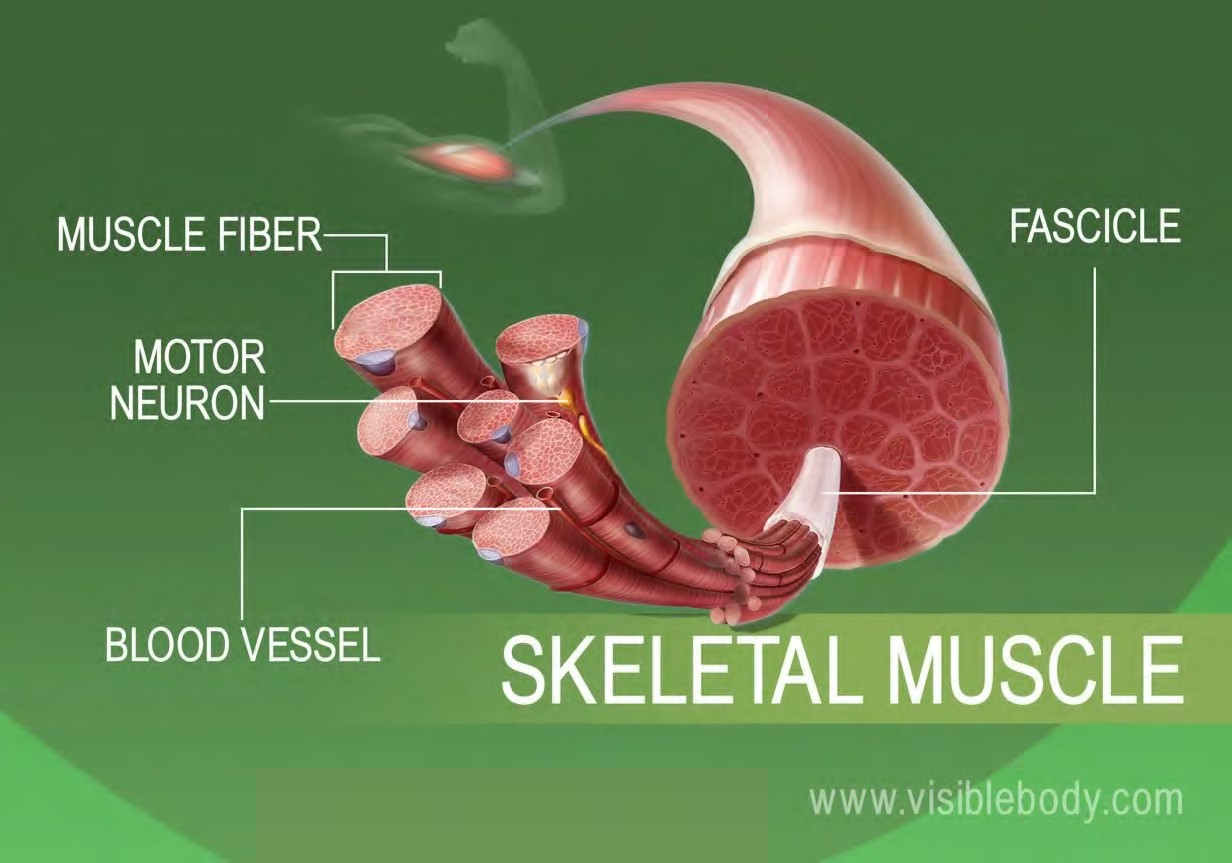 MUSCLE FIBER
FASCICLE
MOTOR
NEURON
BLOOD VESSEL
SKELETAL MUSCLE
www.visiblebody.com